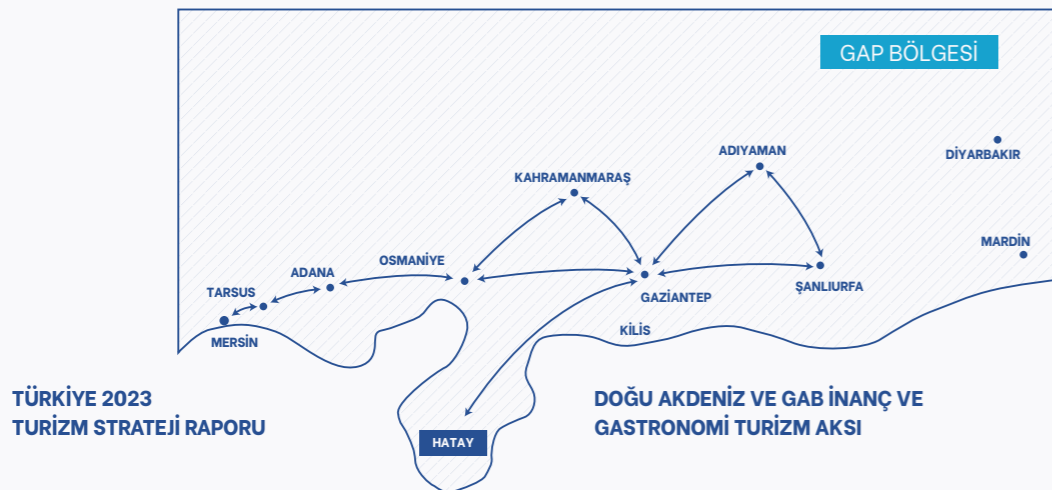 GAP BÖLGESİ
DİYARBAKIR
ADIYAMAN
KAHRAMANMARAŞ
MARDİN
OSMANİYE
ADANA
TARSUS
ŞANLIURFA
GAZİANTEP
KİLİS
MERSİN
TÜRKİYE 2023
TURİZM STRATEJİ RAPORU
DOĞU AKDENİZ VE GAB İNANÇ VE
GASTRONOMİ TURİZM AKSI
HATAY